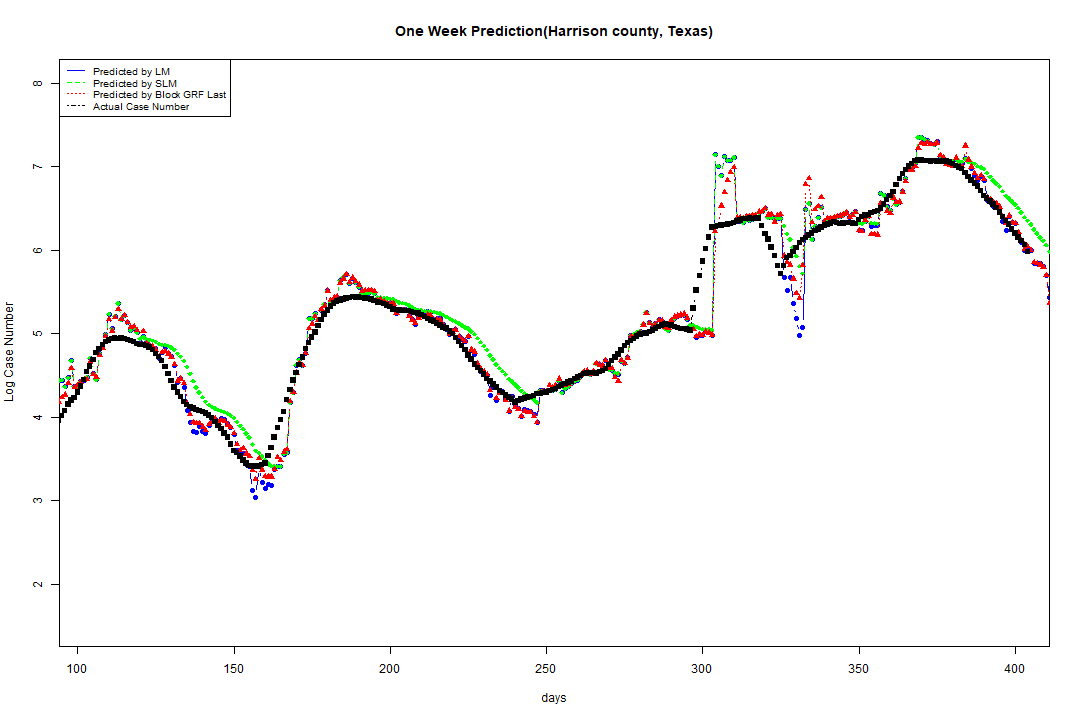 One Week Prediction(Harrison county, Texas)
Predicted by LM
Predicted by SLM
Predicted by Block GRF Last
Actual Case Number
8
7
6
5
4
3
2
Log Case Number
100 150 200 250 300 350 400
days